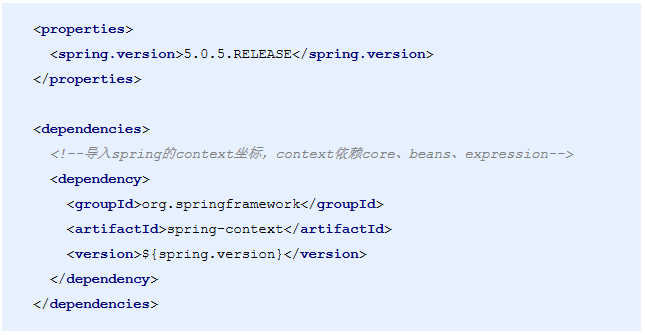 <properties>
<spring.version>5.0.5.RELEASE</spring.version>
</properties>
<dependencies>
<!--导入spring的context坐标，context依赖core、beans、expression-->
<dependency>
<groupId>org.springframework</groupId>
<artifactId>spring-context</artifactId>
<version>${spring.version}</version>
</dependency>
</dependencies>